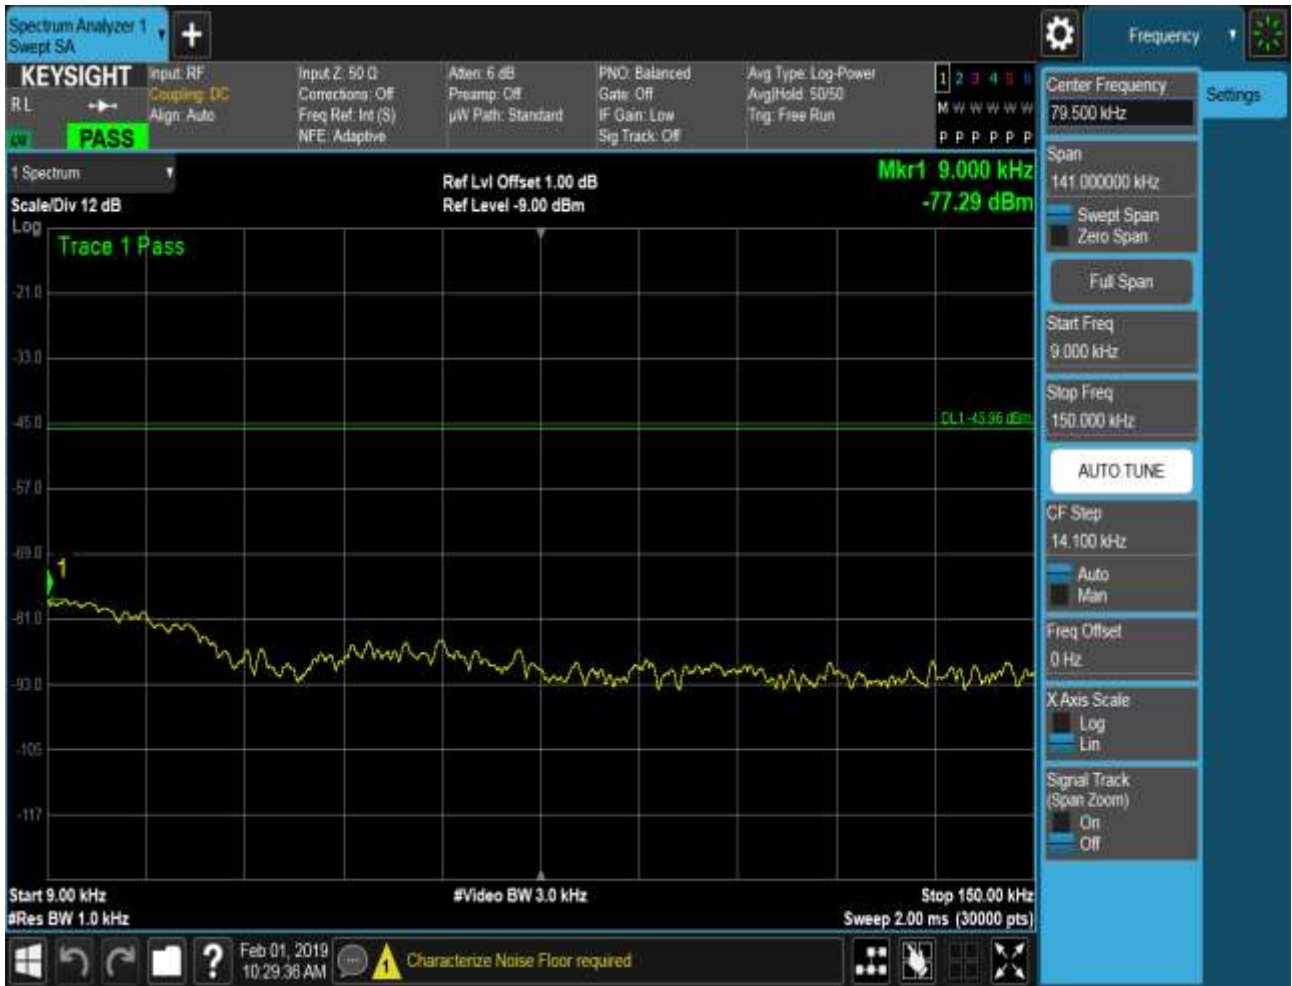 Spectrum Analyzer 1
Swept SA
+
Frequency
KEYSIGHT
R L
LXI
PASS
Input: RF
Coupling: DC
Align: Auto
Input Z: 50 Ω
Corrections: Off
Freq Ref: Int (S)
NFE: Adaptive
Atten: 6 dB
Preamp: Off
µW Path: Standard
PNO: Balanced
Gate: Off
IF Gain: Low
Sig Track: Off
Avg Type: Log-Power
Avg|Hold: 50/50
Trig: Free Run
1 2 3 4 5 6
M W W W W W
P P P P P P
1 Spectrum
Scale/Div 12 dB
Log
Ref Lvl Offset 1.00 dB
Ref Level -9.00 dBm
Mkr1 9.000 kHz
-77.29 dBm
Trace 1 Pass
-21.0
-33.0
-45.0
DL1 -45.96 dBm
-57.0
-69.0
1
-81.0
-93.0
-105
-117
Start 9.00 kHz
#Video BW 3.0 kHz
Stop 150.00 kHz
#Res BW 1.0 kHz
Sweep 2.00 ms (30000 pts)
?
Feb 01, 2019
10:29:36 AM
1
Characterize Noise Floor required
Center Frequency
79.500 kHz
Settings
Span
141.000000 kHz
Swept Span
Zero Span
Full Span
Start Freq
9.000 kHz
Stop Freq
150.000 kHz
AUTO TUNE
CF Step
14.100 kHz
Auto
Man
Freq Offset
0 Hz
X Axis Scale
Log
Lin
Signal Track
(Span Zoom)
On
Off